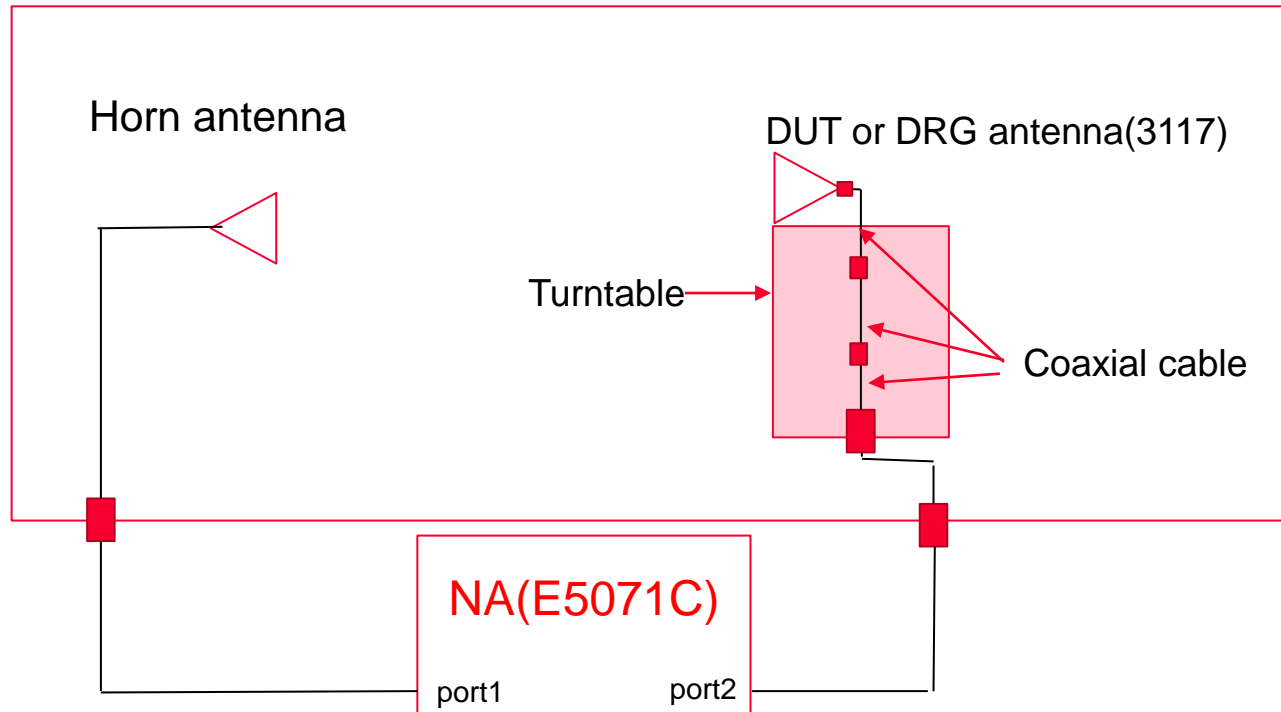 Horn antenna
DUT or DRG antenna(3117)
Turntable
Coaxial cable
NA(E5071C)
port1
port2